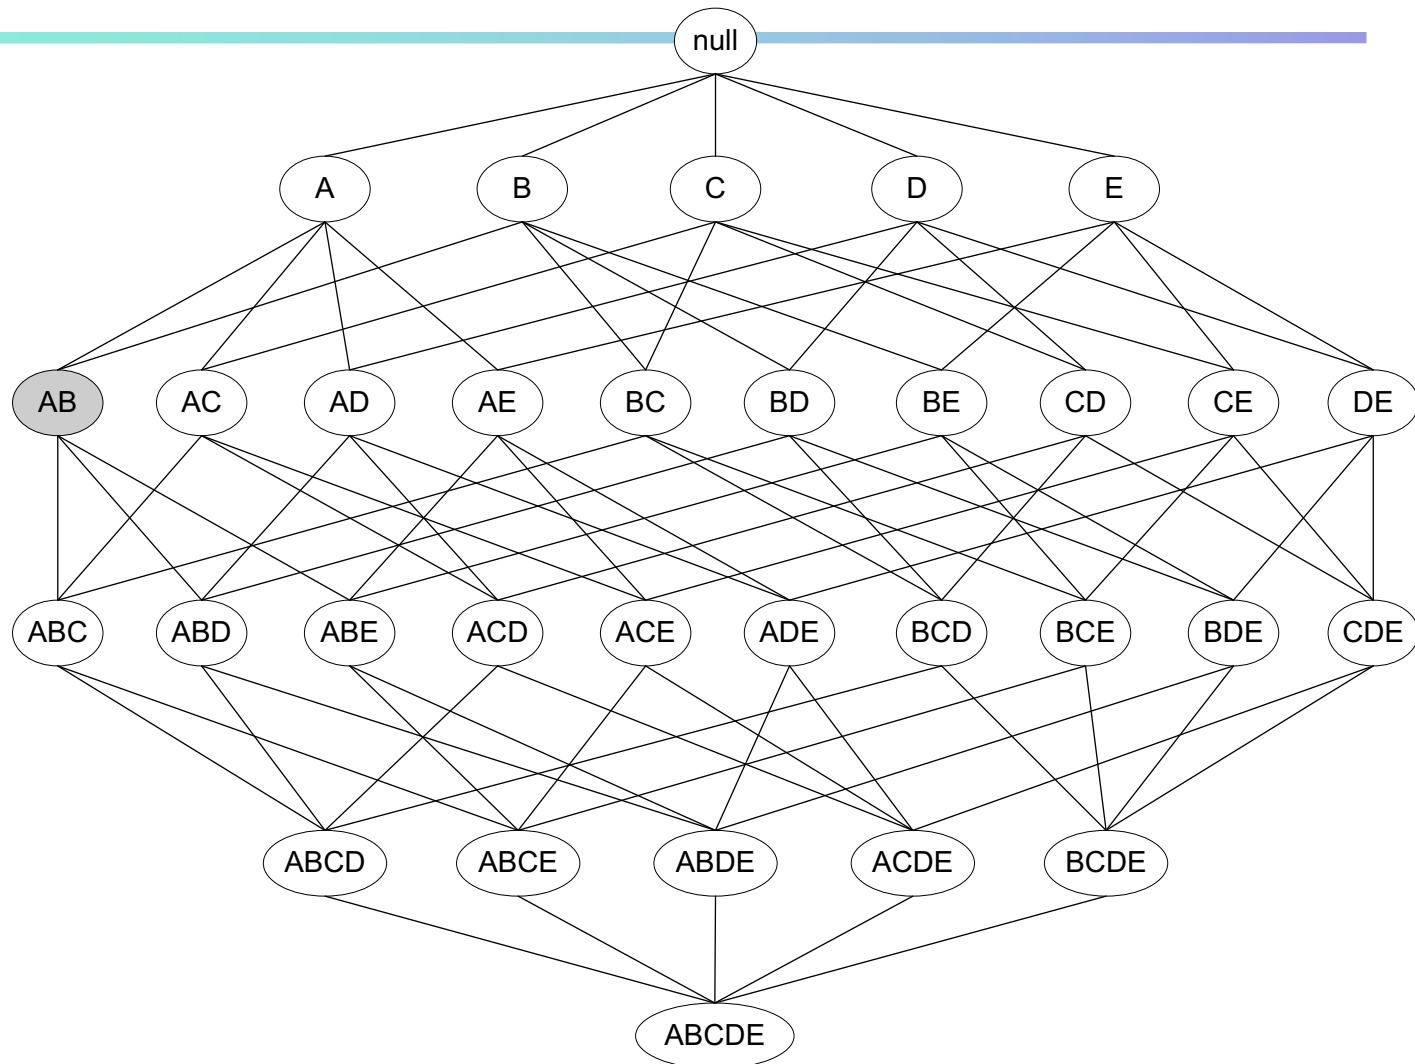 null
A B C D E
AB AC AD AE BC BD BE CD CE DE
ABC ABD ABE ACD ACE ADE BCD BCE BDE CDE
ABCD ABCE ABDE ACDE BCDE
ABCDE